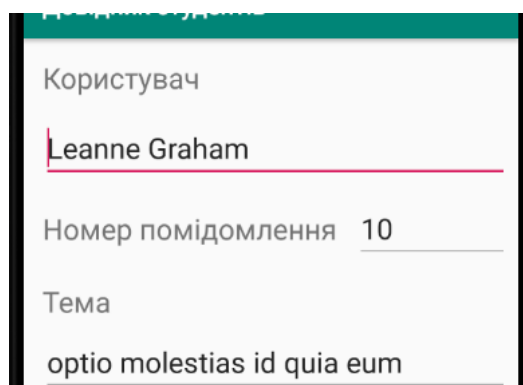 Користувач
Leanne Graham
Номер помідомлення 10
Тема
optio molestias id quia eum